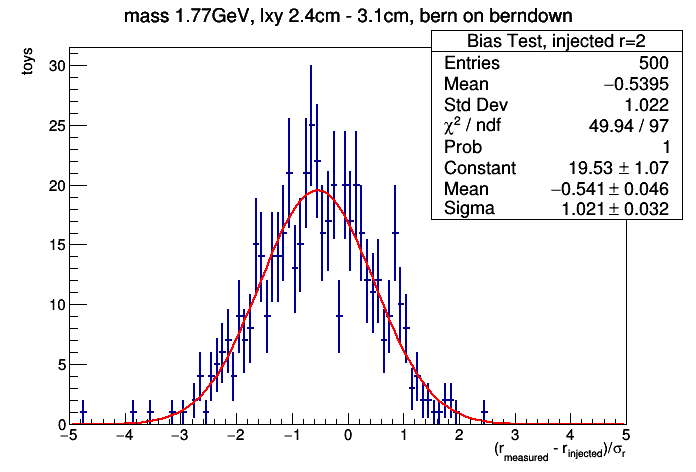 mass 1.77GeV, lxy 2.4cm - 3.1cm, bern on berndown
Bias Test, injected r=2
Entries 500
Mean −0.5395
Std Dev 1.022
χ² / ndf 49.94 / 97
Prob 1
Constant 19.53 ± 1.07
Mean −0.541 ± 0.046
Sigma 1.021 ± 0.032
toys
30
25
20
15
10
5
0
−5 −4 −3 −2 −1 0 1 2 3 4 5
(r_measured - r_injected)/σ_r